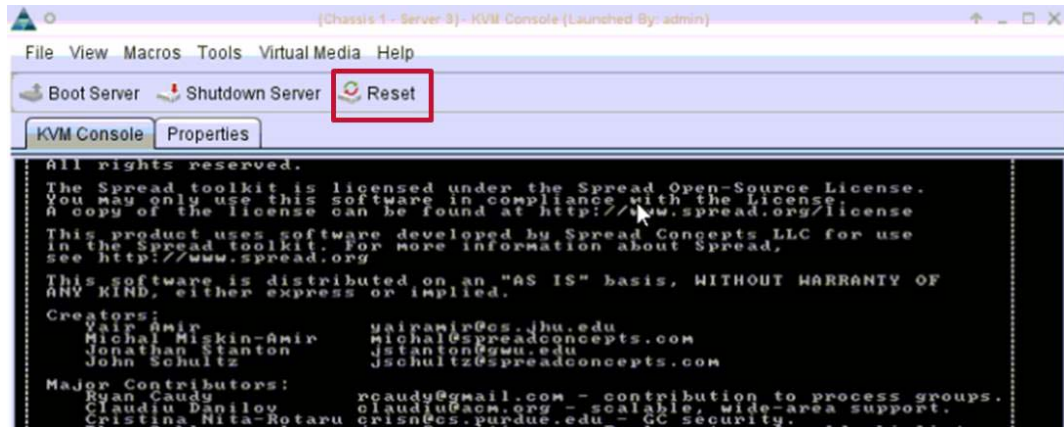 (Chassis 1 - Server 3) - KVM Console (Launched By: admin)
File View Macros Tools Virtual Media Help
Boot Server Shutdown Server Reset
KVM Console Properties
All rights reserved.
The Spread toolkit is licensed under the Spread Open-Source License.
You may only use this software in compliance with the License.
A copy of the license can be found at http://www.spread.org/license
This product uses software developed by Spread Concepts LLC for use
in the Spread toolkit. For more information about Spread,
see http://www.spread.org
This software is distributed on an "AS IS" basis, WITHOUT WARRANTY OF
ANY KIND, either express or implied.
Creators:
Yair Amir yairamir@cs.jhu.edu
Michal Miskin-Amir michal@spreadconcepts.com
Jonathan Stanton jstanton@gwu.edu
John Schultz jschultz@spreadconcepts.com
Major Contributors:
Ryan Caudy rcaudy@gmail.com - contribution to process groups.
Claudiu Danilov claudiu@acm.org - scalable, wide-area support.
Cristina Nita-Rotaru crisn@cs.purdue.edu - GC security.